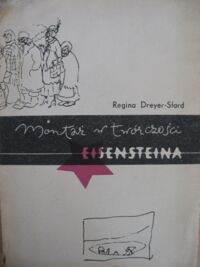 Regina Dreyer-Sfard
Montaż w twórczości
EISENSTEINA